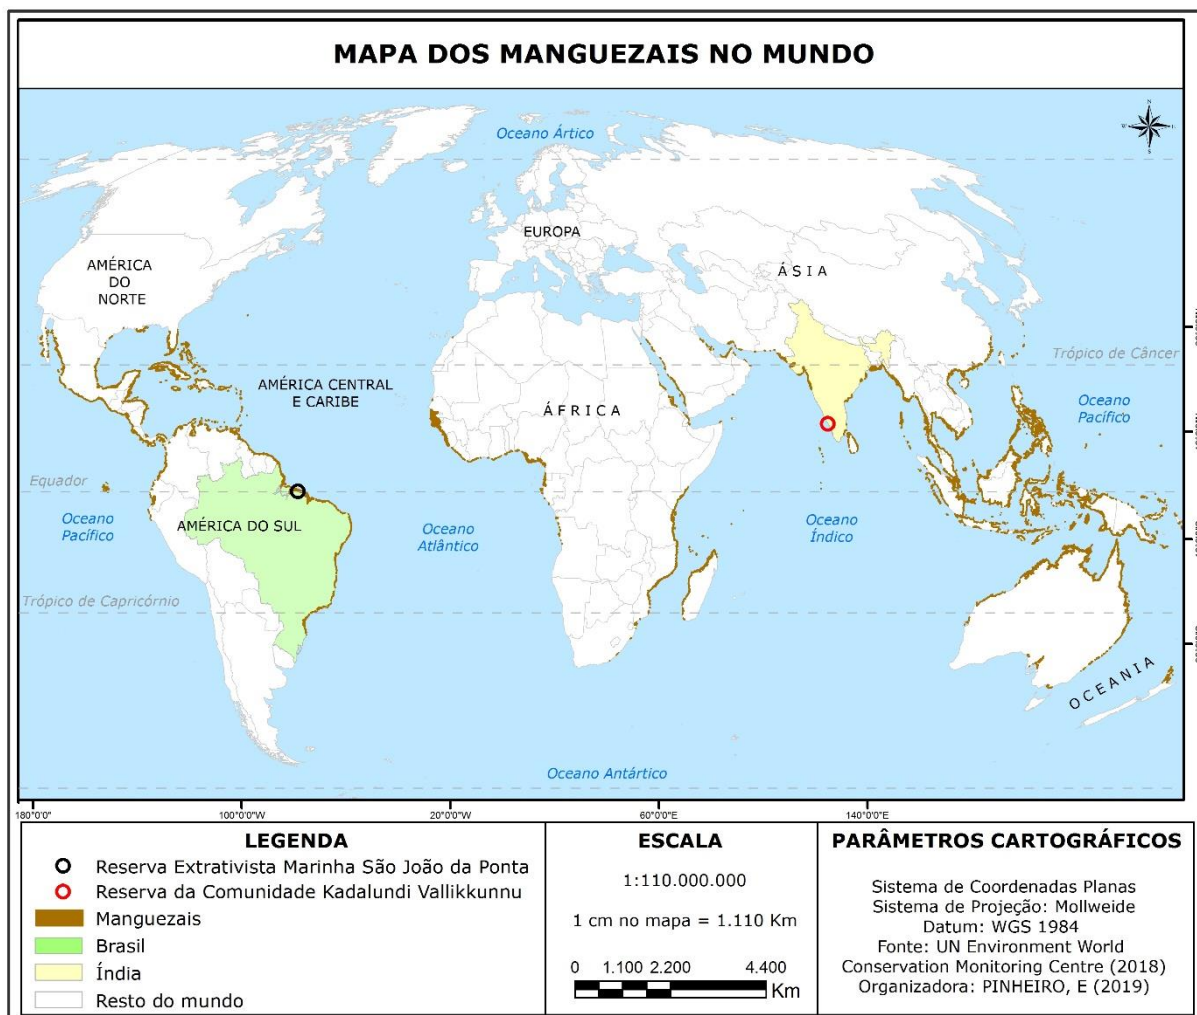 MAPA DOS MANGUEZAIS NO MUNDO
N
W
E
S
Oceano Ártico
EUROPA
AMÉRICA
DO
NORTE
ÁSIA
AMÉRICA CENTRAL
E CARIBE
ÁFRICA
Trópico de Câncer
Oceano
Pacífico
Equador
Oceano
Pacífico
AMÉRICA DO SUL
Oceano
Atlântico
Oceano
Índico
Trópico de Capricórnio
OCEANIA
Oceano Antártico
180°0'0" 100°0'0"W 20°0'0"W 60°0'0"E 140°0'0"E
LEGENDA
Reserva Extrativista Marinha São João da Ponta
Reserva da Comunidade Kadalundi Vallikkunnu
Manguezais
Brasil
Índia
Resto do mundo
ESCALA
1:110.000.000
1 cm no mapa = 1.110 Km
0 1.100 2.200 4.400
Km
PARÂMETROS CARTOGRÁFICOS
Sistema de Coordenadas Planas
Sistema de Projeção: Mollweide
Datum: WGS 1984
Fonte: UN Environment World
Conservation Monitoring Centre (2018)
Organizadora: PINHEIRO, E (2019)